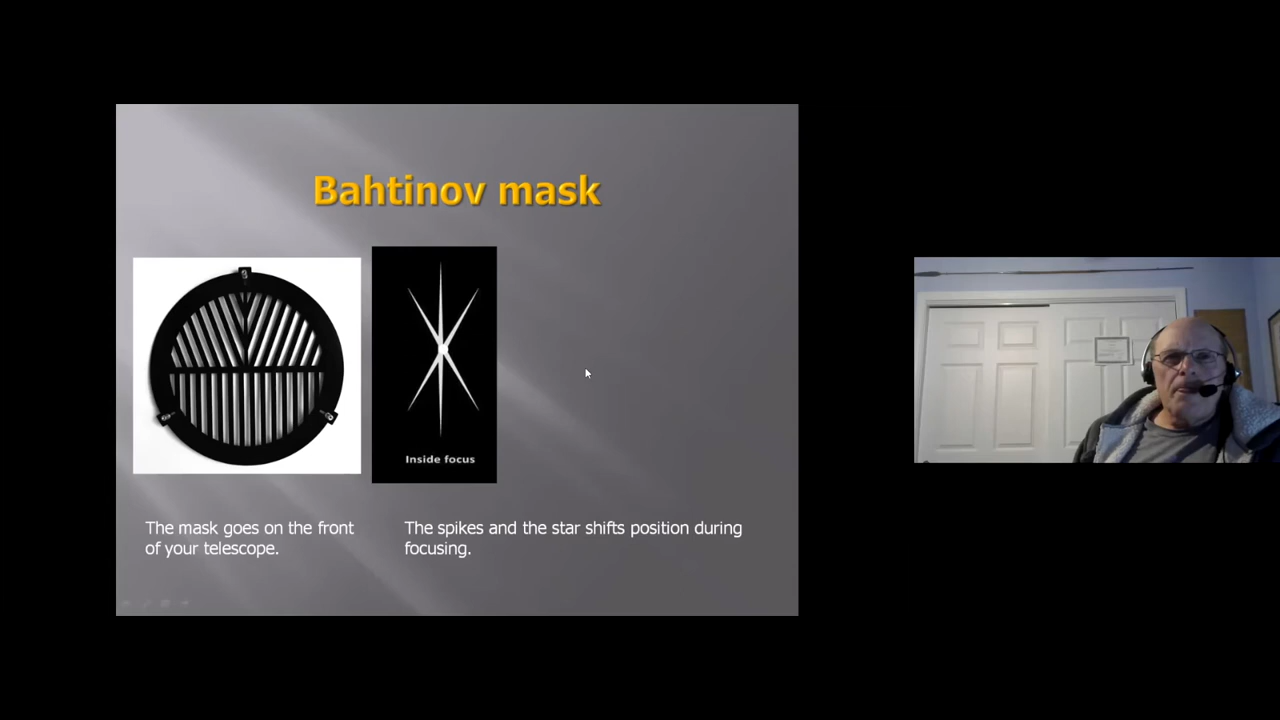 Bahtinov mask
Inside focus
The mask goes on the front
of your telescope.
The spikes and the star shifts position during
focusing.